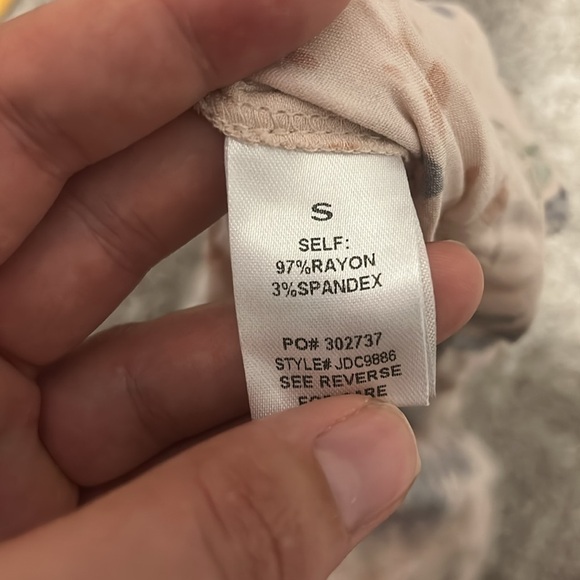 S
SELF:
97%RAYON
3%SPANDEX
PO# 302737
STYLE# JDC9886
SEE REVERSE